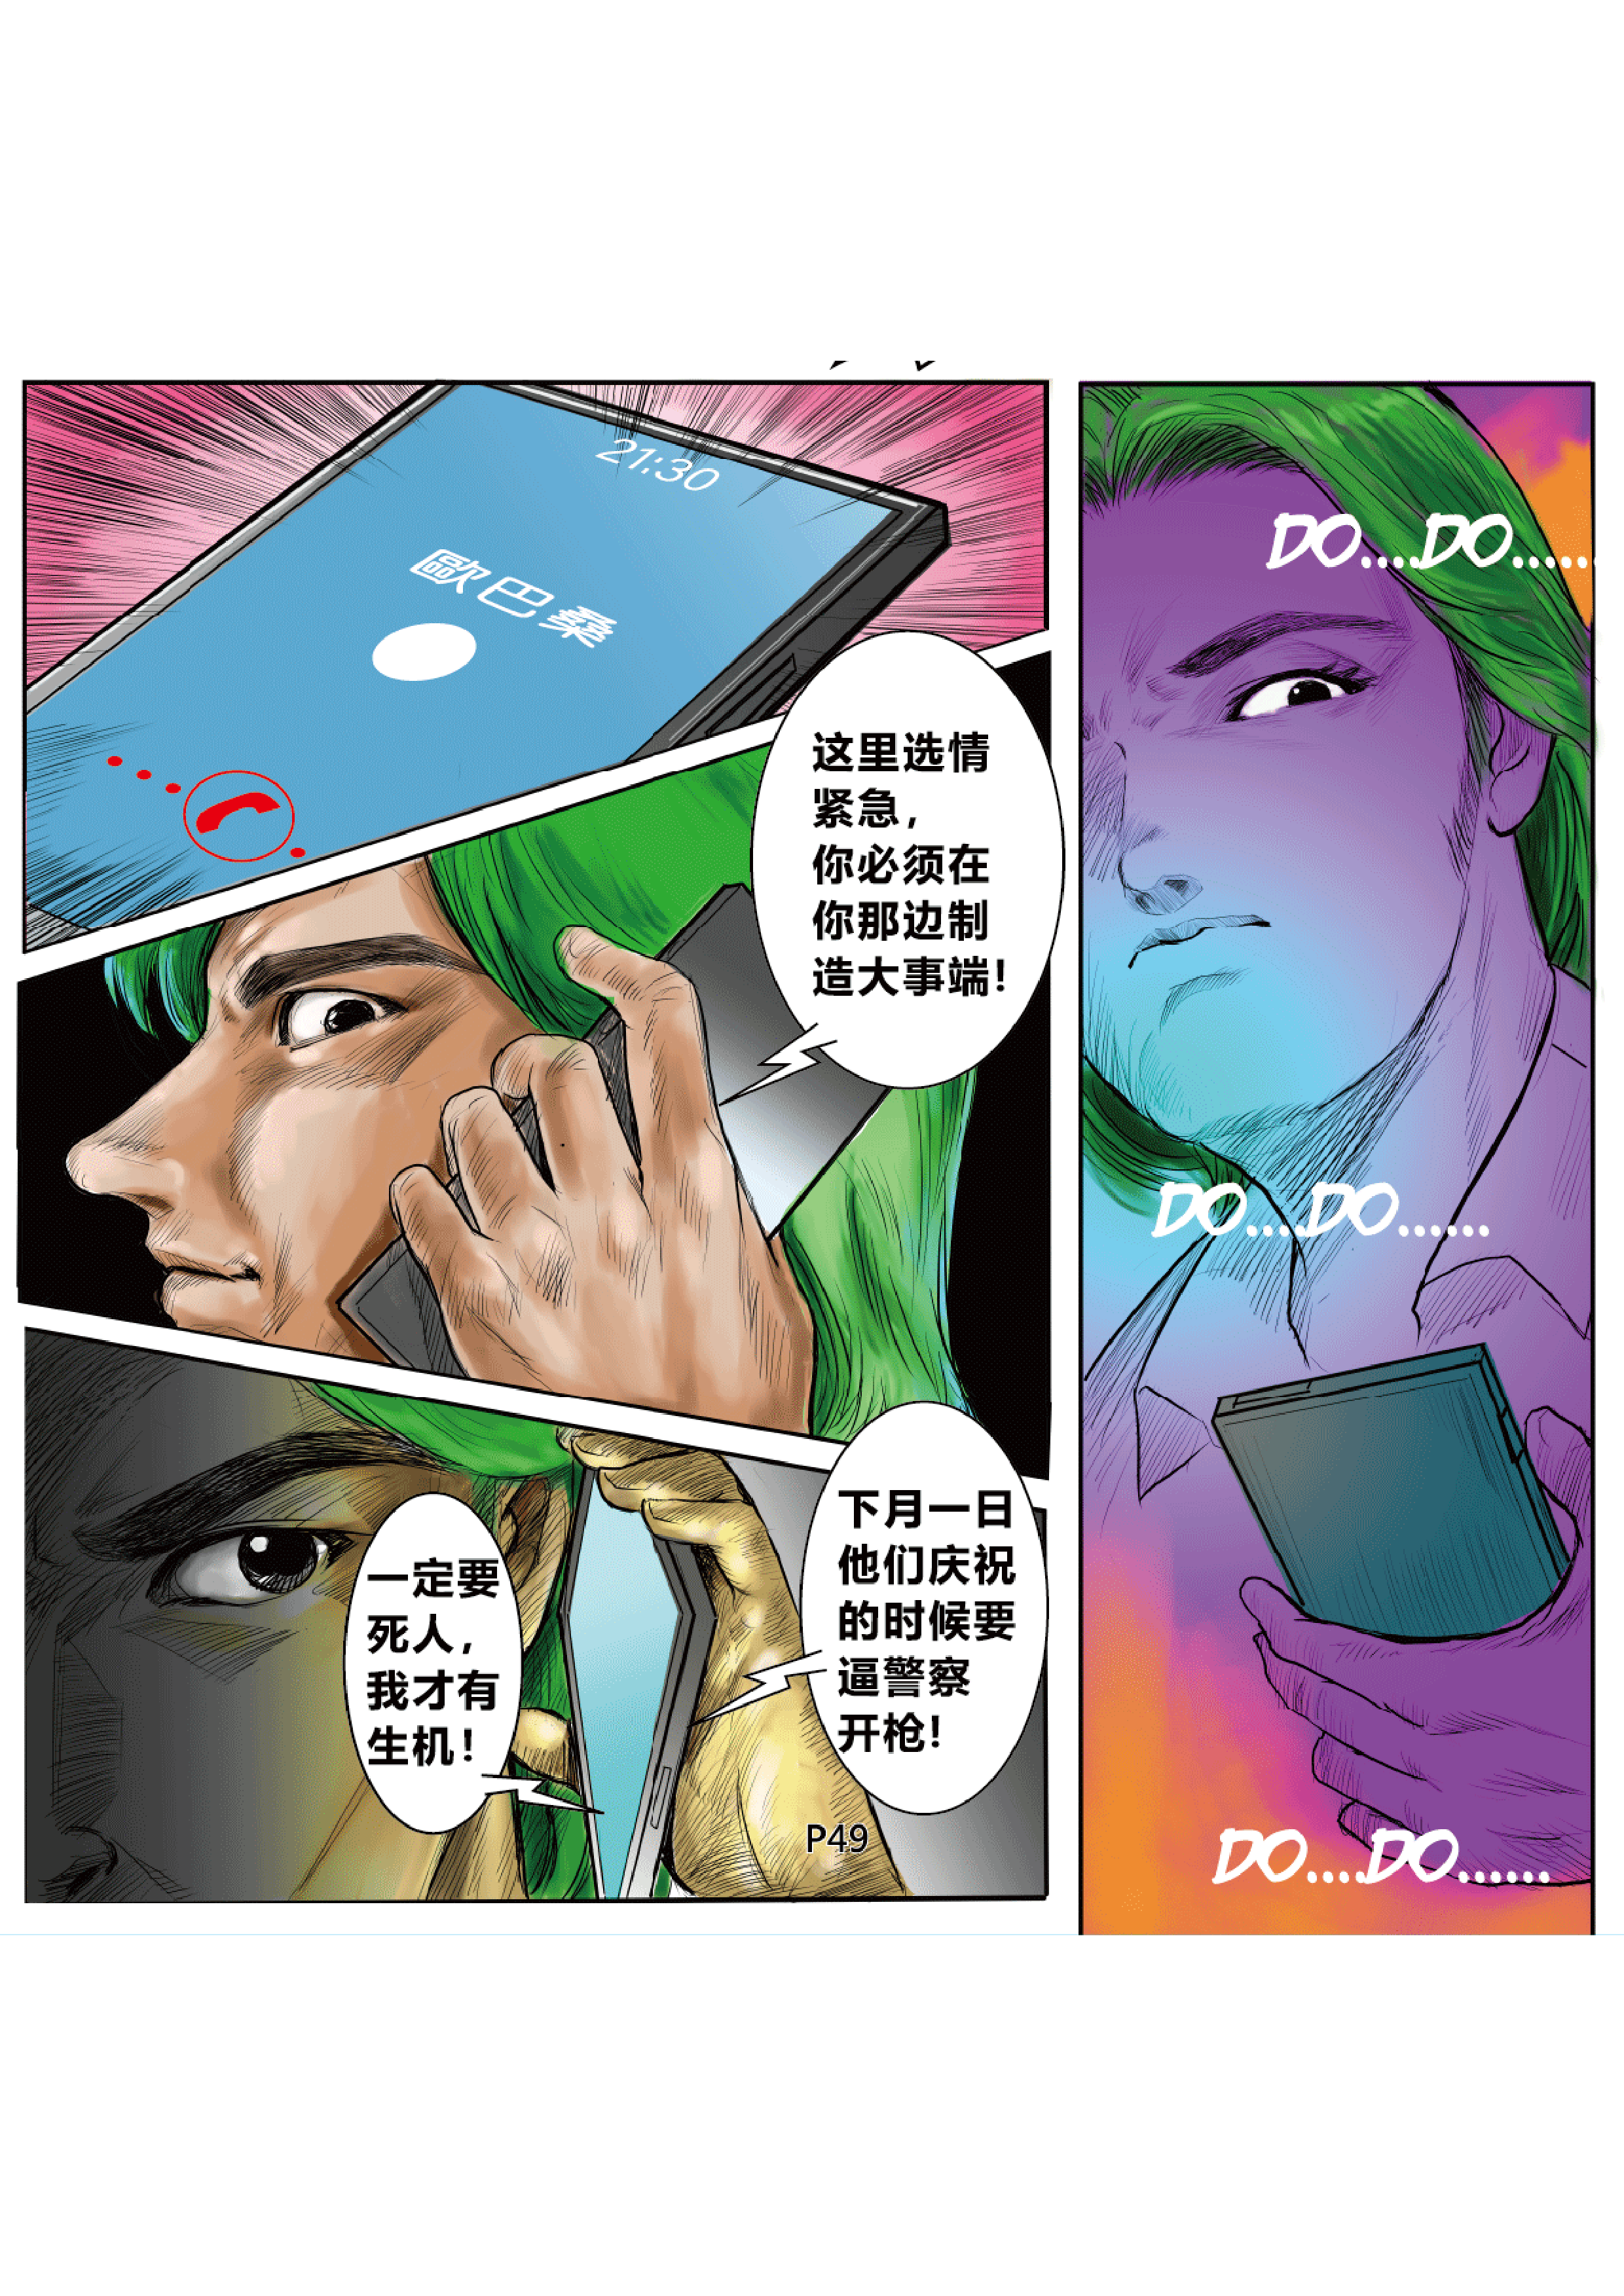 21:30
歐巴桑
这里选情
紧急，
你必须在
你那边制
造大事端！
下月一日
他们庆祝
的时候要
逼警察
开枪！
一定要
死人，
我才有
生机！
P49
DO....DO......
DO....DO......
DO....DO......